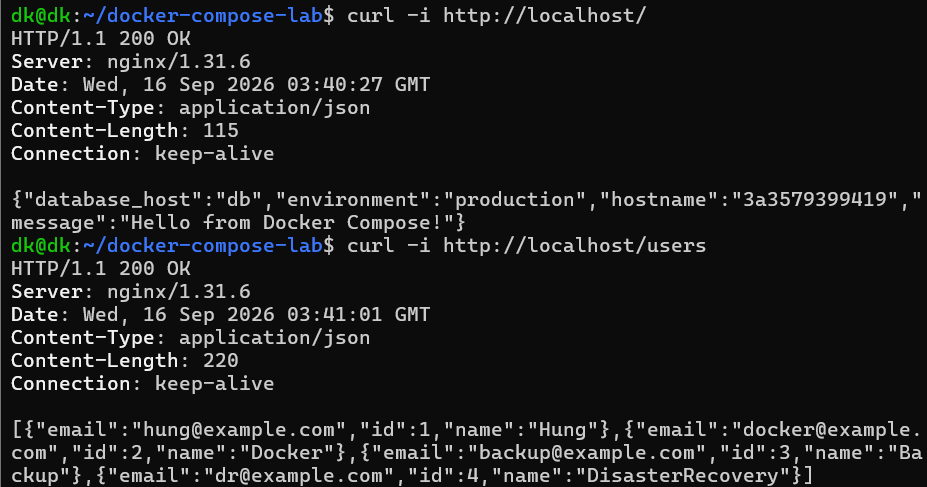 dk@dk:~/docker-compose-lab$ curl -i http://localhost/
HTTP/1.1 200 OK
Server: nginx/1.31.6
Date: Wed, 16 Sep 2026 03:40:27 GMT
Content-Type: application/json
Content-Length: 115
Connection: keep-alive

{"database_host":"db","environment":"production","hostname":"3a3579399419","
message":"Hello from Docker Compose!"}
dk@dk:~/docker-compose-lab$ curl -i http://localhost/users
HTTP/1.1 200 OK
Server: nginx/1.31.6
Date: Wed, 16 Sep 2026 03:41:01 GMT
Content-Type: application/json
Content-Length: 220
Connection: keep-alive

[{"email":"hung@example.com","id":1,"name":"Hung"},{"email":"docker@example.
com","id":2,"name":"Docker"},{"email":"backup@example.com","id":3,"name":"Ba
ckup"},{"email":"dr@example.com","id":4,"name":"DisasterRecovery"}]